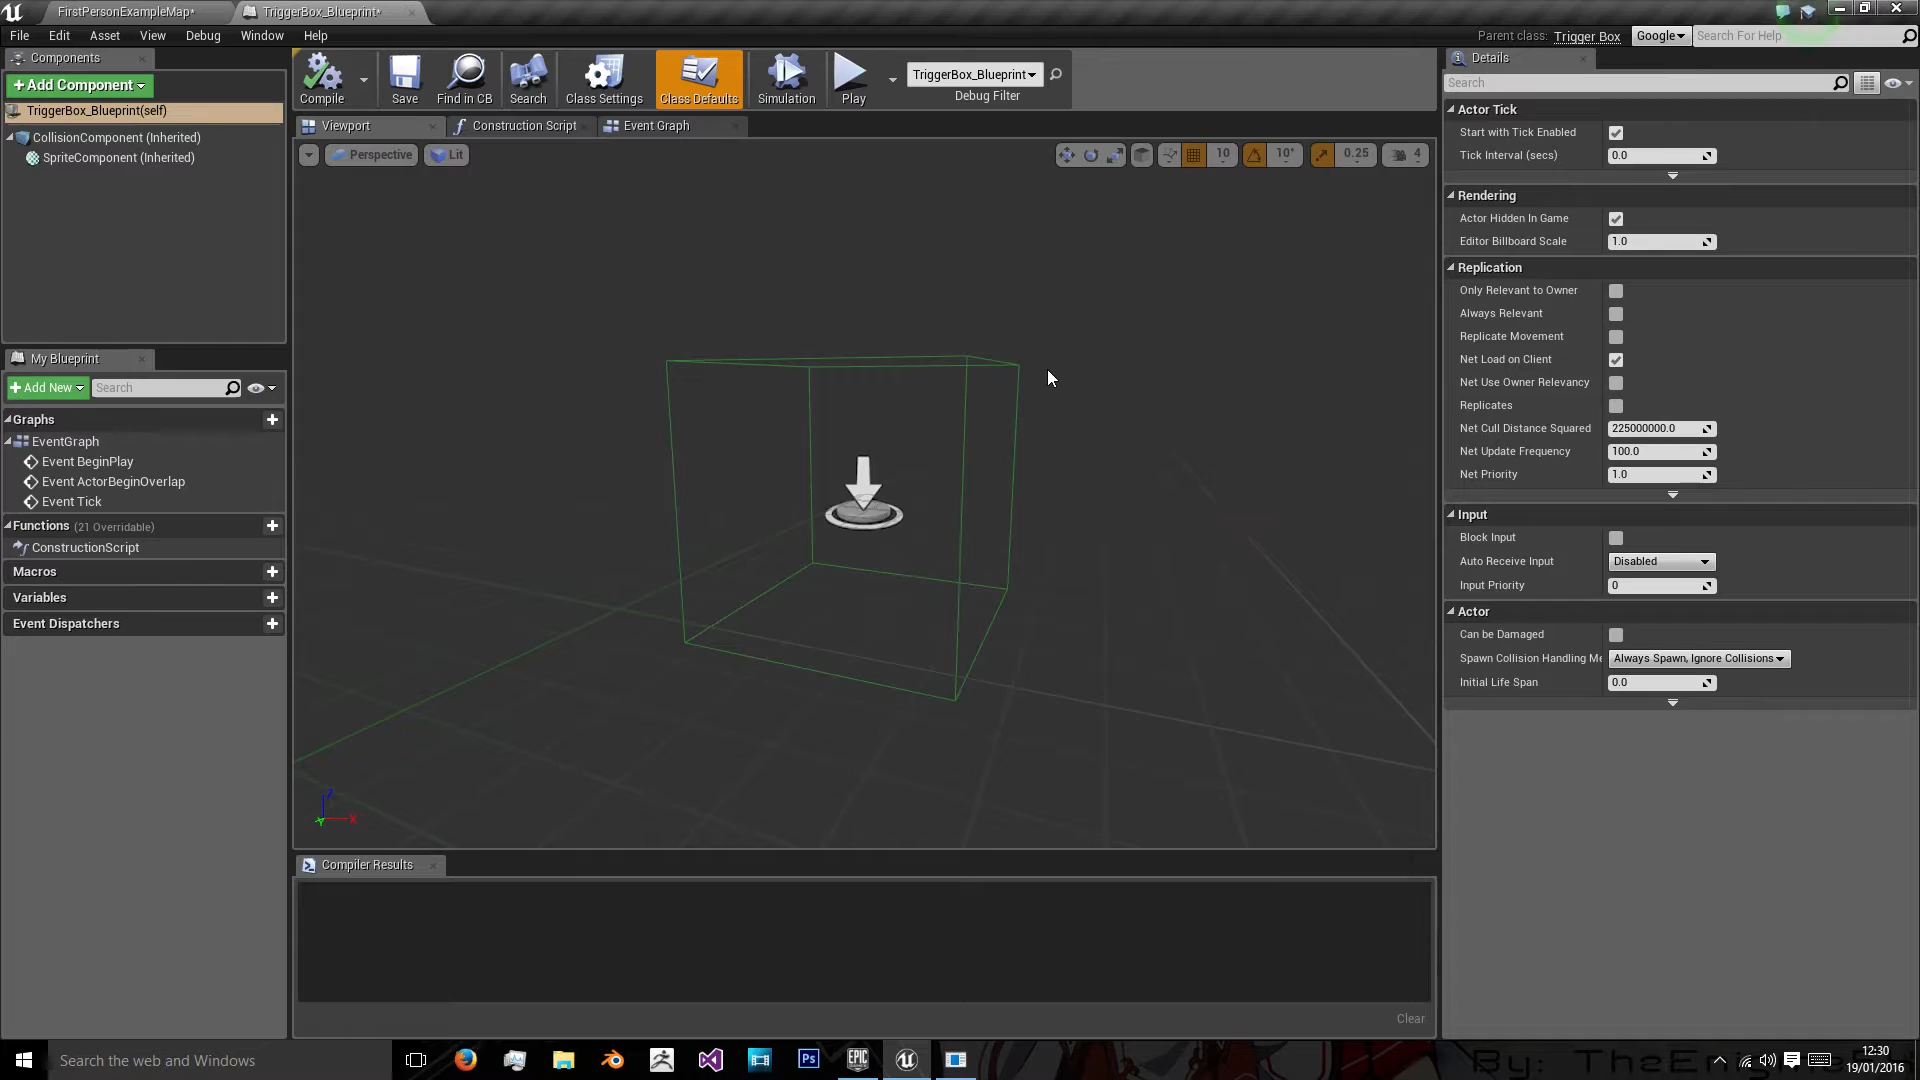 FirstPersonExampleMap*
TriggerBox_Blueprint*
File Edit Asset View Debug Window Help
Parent class: Trigger Box Google Search For Help
Components
+Add Component
TriggerBox_Blueprint(self)
CollisionComponent (Inherited)
SpriteComponent (Inherited)
My Blueprint
+Add New Search
Graphs
EventGraph
Event BeginPlay
Event ActorBeginOverlap
Event Tick
Functions (21 Overridable)
ConstructionScript
Macros
Variables
Event Dispatchers
Compile Save Find in CB Search Class Settings Class Defaults Simulation Play
TriggerBox_Blueprint
Debug Filter
Viewport Construction Script Event Graph
Perspective Lit
10 10° 0.25 4
Z
X
Y
Compiler Results
Clear
Details
Search
Actor Tick
Start with Tick Enabled
Tick Interval (secs) 0.0
Rendering
Actor Hidden In Game
Editor Billboard Scale 1.0
Replication
Only Relevant to Owner
Always Relevant
Replicate Movement
Net Load on Client
Net Use Owner Relevancy
Replicates
Net Cull Distance Squared 225000000.0
Net Update Frequency 100.0
Net Priority 1.0
Input
Block Input
Auto Receive Input Disabled
Input Priority 0
Actor
Can be Damaged
Spawn Collision Handling Me Always Spawn, Ignore Collisions
Initial Life Span 0.0
Search the web and Windows
EPIC
Ps
By:
12:30
19/01/2016